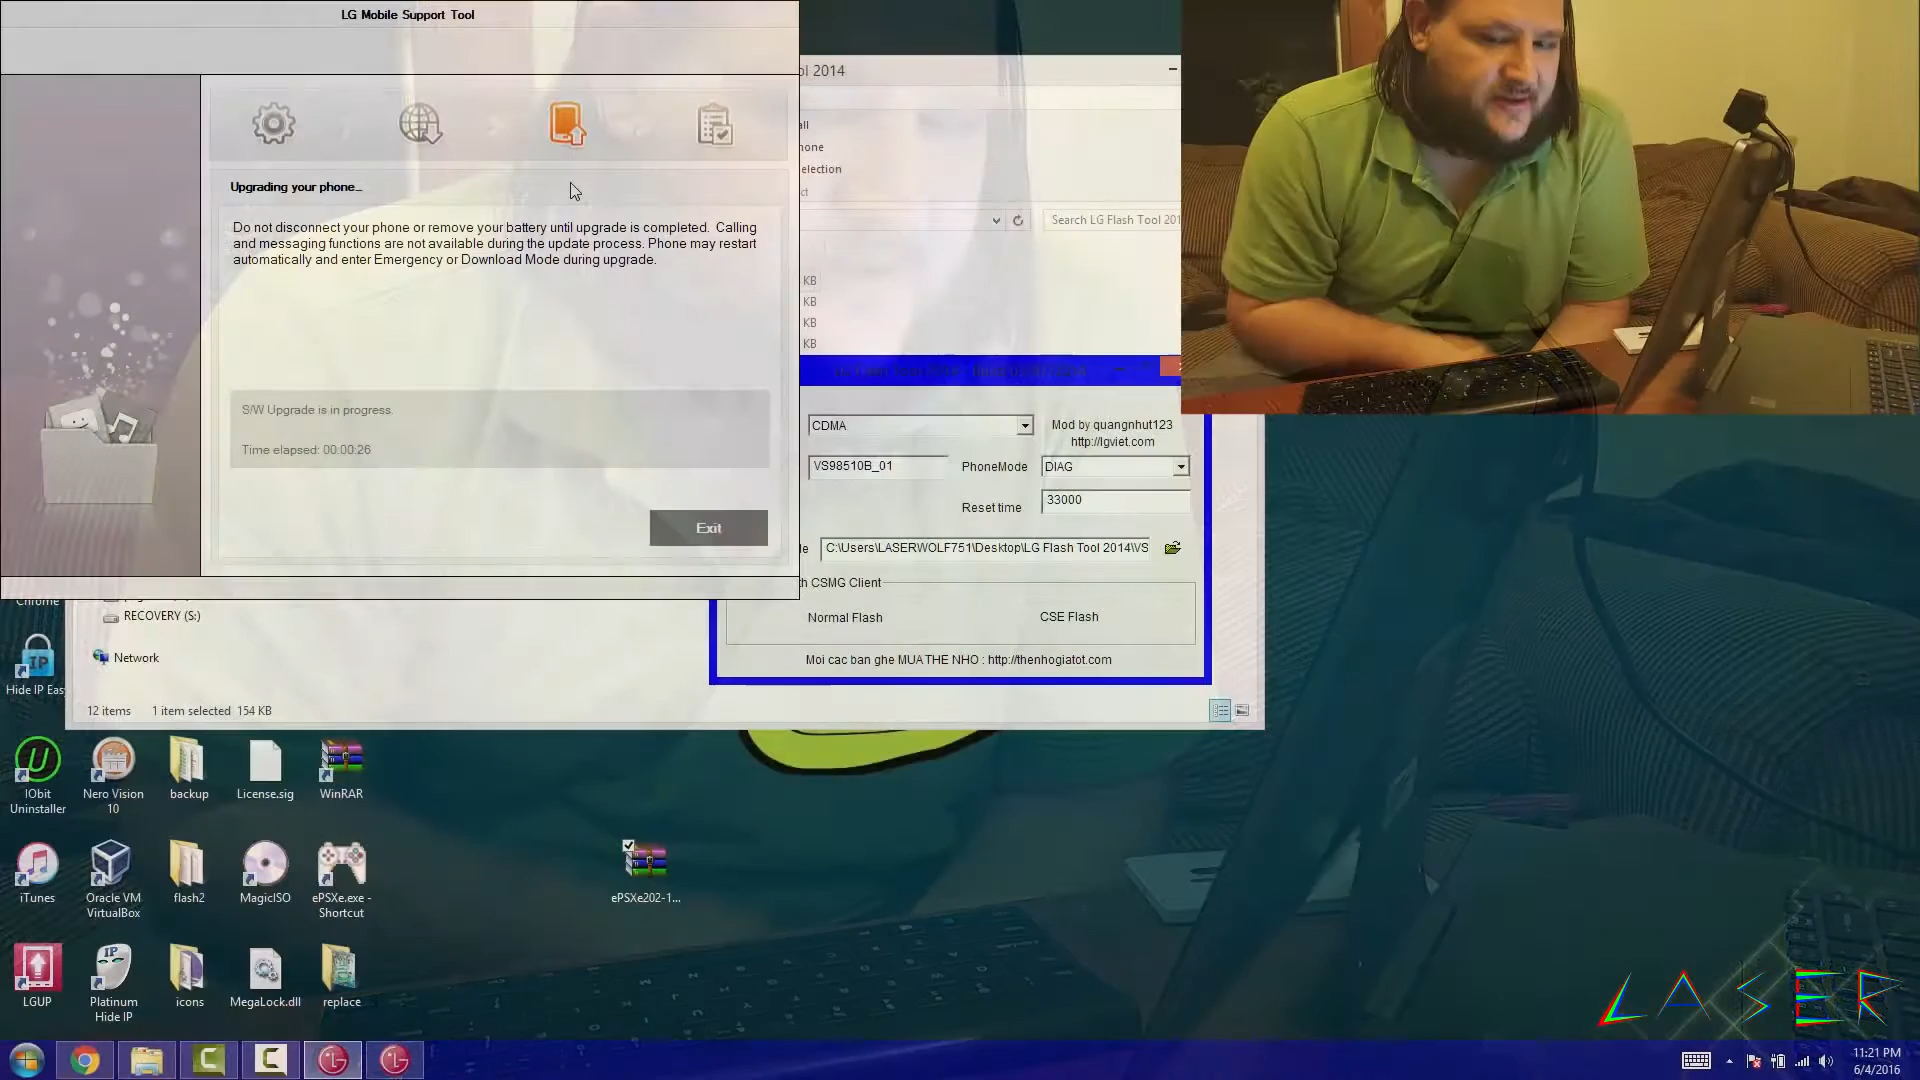 LG Mobile Support Tool
Upgrading your phone...
Do not disconnect your phone or remove your battery until upgrade is completed. Calling
and messaging functions are not available during the update process. Phone may restart
automatically and enter Emergency or Download Mode during upgrade.
S/W Upgrade is in progress.
Time elapsed: 00:00:26
Exit
ol 2014
all
hone
election
ct
Search LG Flash Tool 201
KB
KB
KB
KB
CDMA
Mod by quangnhut123
http://lgviet.com
VS98510B_01
PhoneMode
DIAG
Reset time
33000
le
C:\Users\LASERWOLF751\Desktop\LG Flash Tool 2014\VS
th CSMG Client
Normal Flash
CSE Flash
Moi cac ban ghe MUA THE NHO : http://thenhogiatot.com
Chrome
RECOVERY (S:)
Network
12 items
1 item selected 154 KB
Hide IP Easy
IObit
Uninstaller
Nero Vision
10
backup
License.sig
WinRAR
iTunes
Oracle VM
VirtualBox
flash2
MagicISO
ePSXe.exe -
Shortcut
ePSXe202-1...
LGUP
Platinum
Hide IP
icons
MegaLock.dll
replace
LASER
11:21 PM
6/4/2016